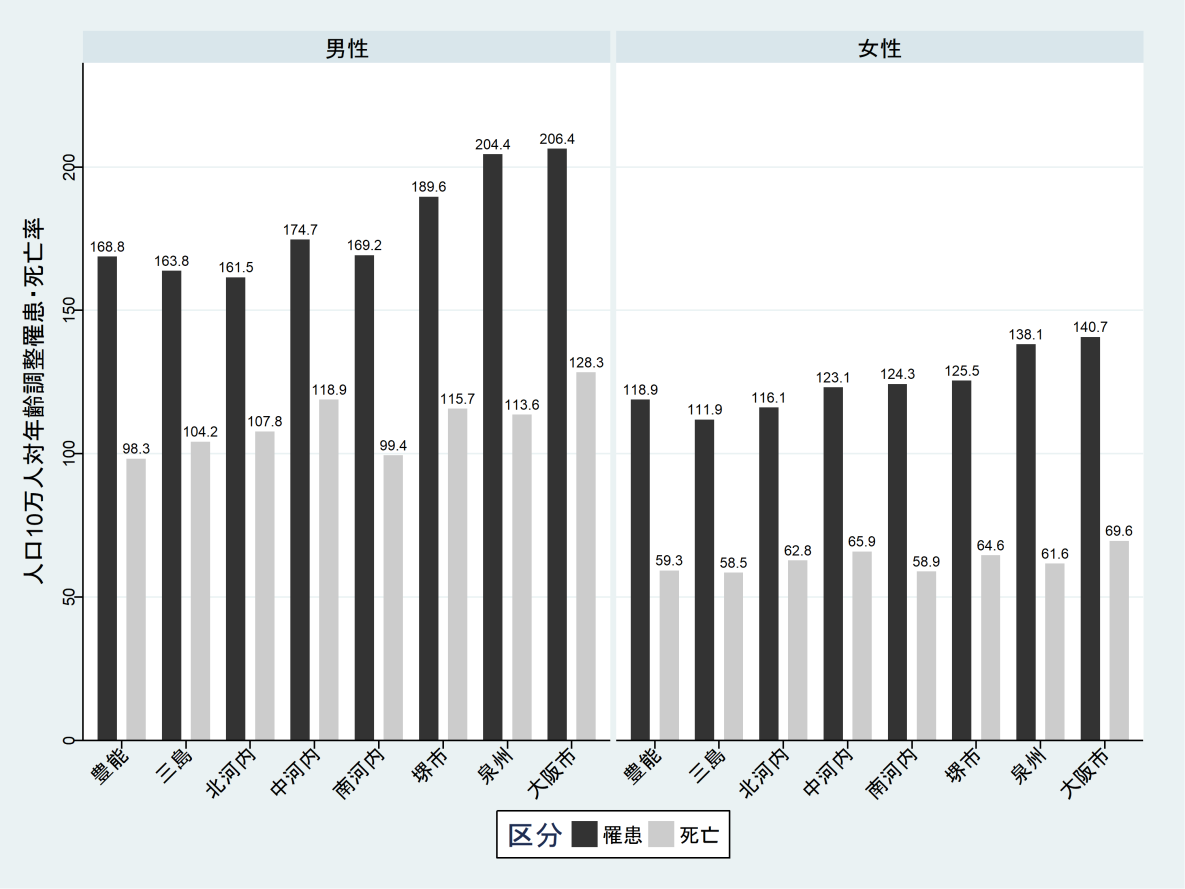 男性
女性
人口10万人対年齢調整罹患・死亡率
200
150
100
50
0
168.8
98.3
163.8
104.2
161.5
107.8
174.7
118.9
169.2
99.4
189.6
115.7
204.4
113.6
206.4
128.3
118.9
59.3
111.9
58.5
116.1
62.8
123.1
65.9
124.3
58.9
125.5
64.6
138.1
61.6
140.7
69.6
豊能
三島
北河内
中河内
南河内
堺市
泉州
大阪市
豊能
三島
北河内
中河内
南河内
堺市
泉州
大阪市
区分 罹患 死亡